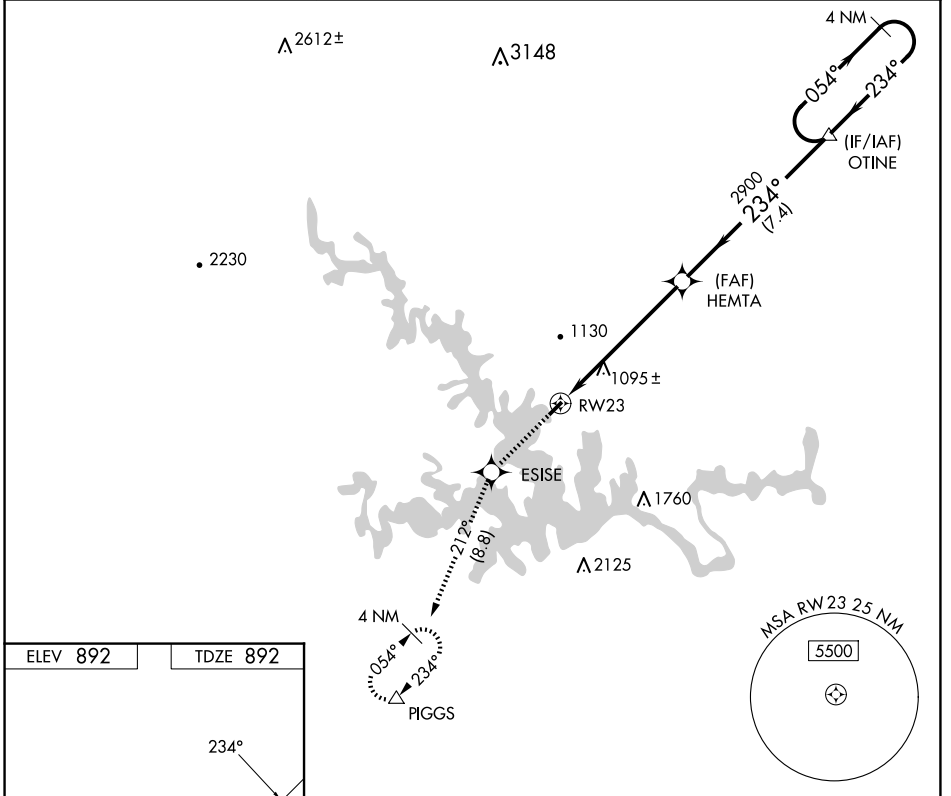 4 NM
2612±
3148
054°
234°
(IF/IAF)
OTINE
2900
234°
(7.4)
2230
(FAF)
HEMTA
1130
1095±
RW23
ESISE
1760
212°
(8.8)
2125
4 NM
054°
234°
PIGGS
MSA RW23 25 NM
5500
ELEV 892
TDZE 892
234°